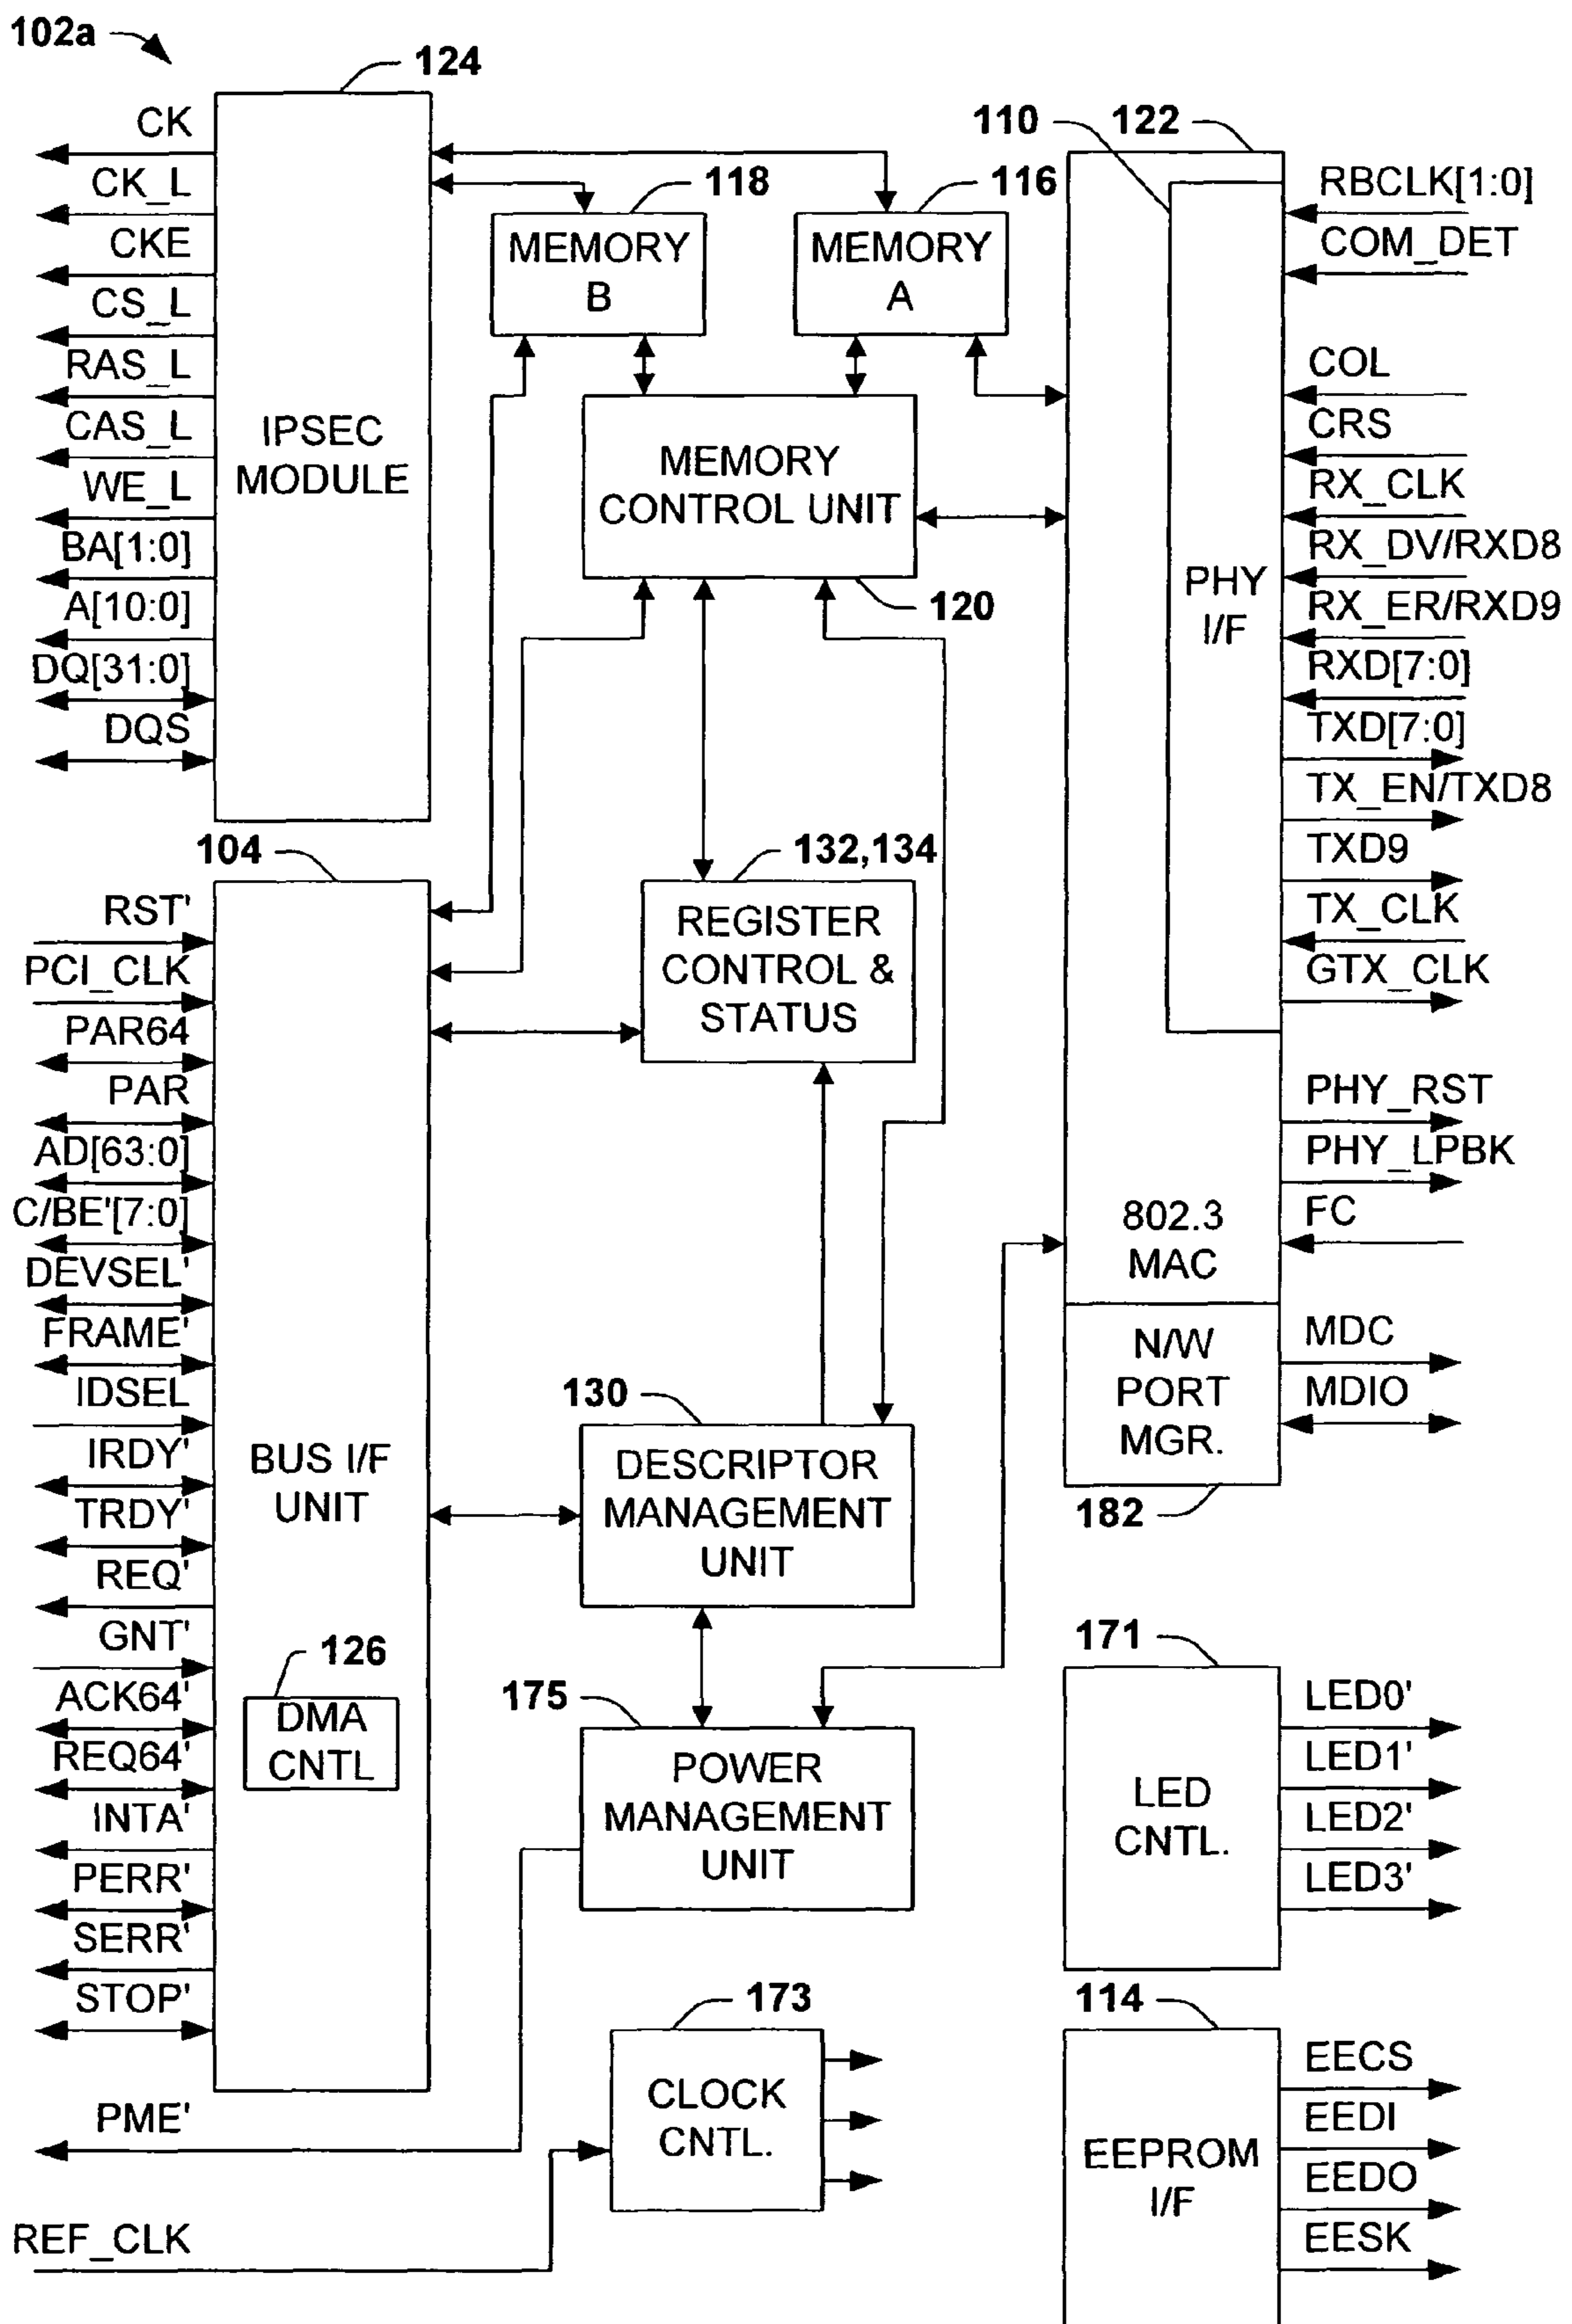 102a
124
CK
CK_L
CKE
CS_L
RAS_L
CAS_L
WE_L
BA[1:0]
A[10:0]
DQ[31:0]
DQS
IPSEC
MODULE
118
MEMORY
B
116
MEMORY
A
MEMORY
CONTROL UNIT
120
110
122
PHY
I/F
RBCLK[1:0]
COM_DET
COL
CRS
RX_CLK
RX_DV/RXD8
RX_ER/RXD9
RXD[7:0]
TXD[7:0]
TX_EN/TXD8
TXD9
TX_CLK
GTX_CLK
PHY_RST
PHY_LPBK
FC
802.3
MAC
N/W
PORT
MGR.
MDC
MDIO
182
104
RST'
PCI_CLK
PAR64
PAR
AD[63:0]
C/BE'[7:0]
DEVSEL'
FRAME'
IDSEL
IRDY'
TRDY'
REQ'
GNT'
ACK64'
REQ64'
INTA'
PERR'
SERR'
STOP'
PME'
REF_CLK
BUS I/F
UNIT
126
DMA
CNTL
132,134
REGISTER
CONTROL &
STATUS
130
DESCRIPTOR
MANAGEMENT
UNIT
175
POWER
MANAGEMENT
UNIT
173
CLOCK
CNTL.
171
LED
CNTL.
LED0'
LED1'
LED2'
LED3'
114
EEPROM
I/F
EECS
EEDI
EEDO
EESK